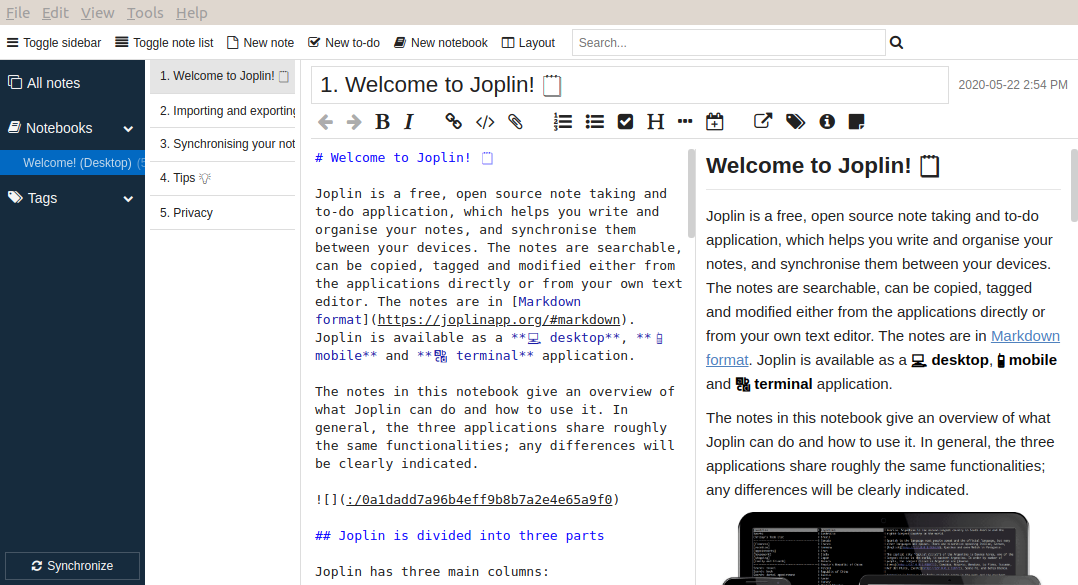 File Edit View Tools Help
Toggle sidebar Toggle note list New note New to-do New notebook Layout Search...
All notes
Notebooks
Welcome! (Desktop)
Tags
Synchronize
1. Welcome to Joplin! 🗒️
2. Importing and exporting
3. Synchronising your not
4. Tips 💡
5. Privacy
1. Welcome to Joplin! 🗒️ 2020-05-22 2:54 PM
# Welcome to Joplin! 🗒️
Joplin is a free, open source note taking and
to-do application, which helps you write and
organise your notes, and synchronise them
between your devices. The notes are searchable,
can be copied, tagged and modified either from
the applications directly or from your own text
editor. The notes are in [Markdown
format](https://joplinapp.org/#markdown).
Joplin is available as a **💻 desktop**, **📱
mobile** and **🔡 terminal** application.
The notes in this notebook give an overview of
what Joplin can do and how to use it. In
general, the three applications share roughly
the same functionalities; any differences will
be clearly indicated.
![](:/0a1dadd7a96b4eff9b8b7a2e4e65a9f0)
## Joplin is divided into three parts
Joplin has three main columns:
Welcome to Joplin! 🗒️
Joplin is a free, open source note taking and to-do
application, which helps you write and organise your
notes, and synchronise them between your devices.
The notes are searchable, can be copied, tagged
and modified either from the applications directly or
from your own text editor. The notes are in Markdown
format. Joplin is available as a 💻 desktop, 📱 mobile
and 🔡 terminal application.
The notes in this notebook give an overview of what
Joplin can do and how to use it. In general, the three
applications share roughly the same functionalities;
any differences will be clearly indicated.